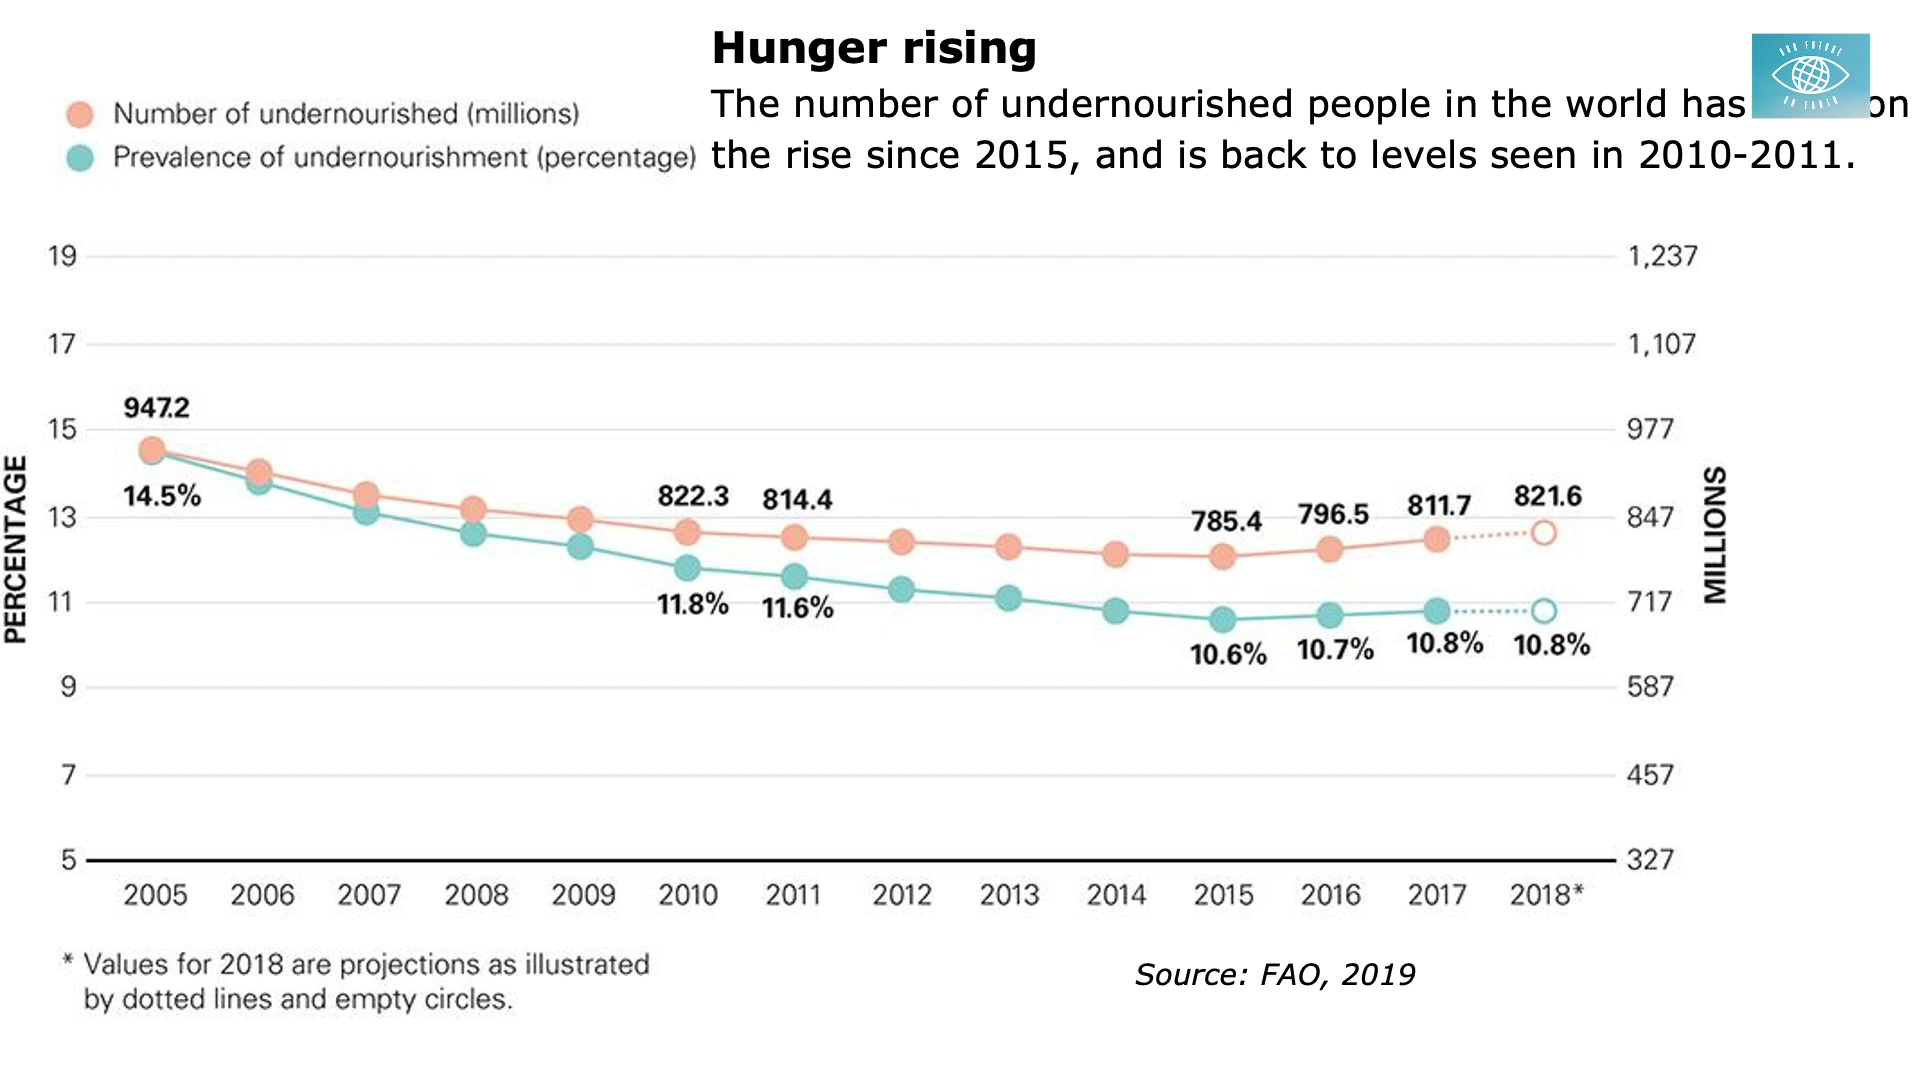 Hunger rising
The number of undernourished people in the world has on
the rise since 2015, and is back to levels seen in 2010-2011.
OUR FUTURE
ON EARTH
Number of undernourished (millions)
Prevalence of undernourishment (percentage)
PERCENTAGE
19
17
15
13
11
9
7
5
1,237
1,107
977
847
717
587
457
327
MILLIONS
947.2
822.3
814.4
785.4
796.5
811.7
821.6
14.5%
11.8%
11.6%
10.6%
10.7%
10.8%
10.8%
2005 2006 2007 2008 2009 2010 2011 2012 2013 2014 2015 2016 2017 2018*
* Values for 2018 are projections as illustrated
by dotted lines and empty circles.
Source: FAO, 2019